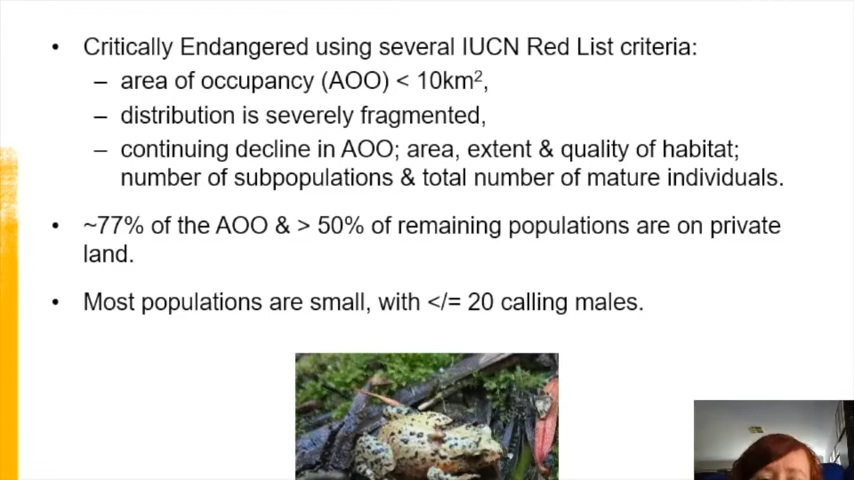 • Critically Endangered using several IUCN Red List criteria:
– area of occupancy (AOO) < 10km²,
– distribution is severely fragmented,
– continuing decline in AOO; area, extent & quality of habitat;
number of subpopulations & total number of mature individuals.
• ~77% of the AOO & > 50% of remaining populations are on private
land.
• Most populations are small, with </= 20 calling males.